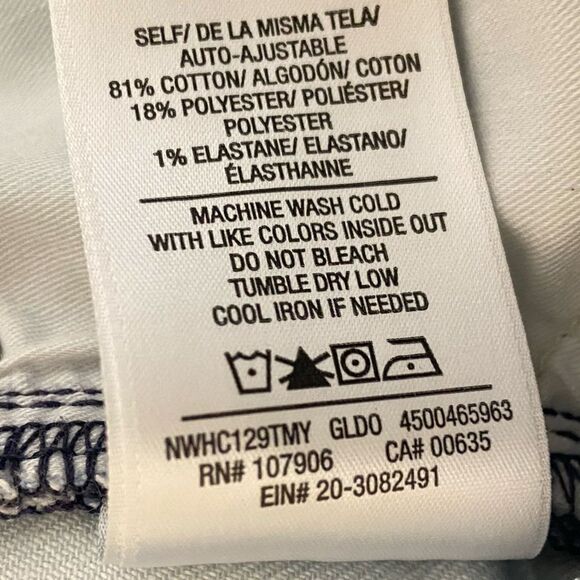 SELF/ DE LA MISMA TELA/
AUTO-AJUSTABLE
81% COTTON/ ALGODÓN/ COTON
18% POLYESTER/ POLIÉSTER/
POLYESTER
1% ELASTANE/ ELASTANO/
ÉLASTHANNE
MACHINE WASH COLD
WITH LIKE COLORS INSIDE OUT
DO NOT BLEACH
TUMBLE DRY LOW
COOL IRON IF NEEDED
NWHC129TMY GLDO 4500465963
RN# 107906 CA# 00635
EIN# 20-3082491